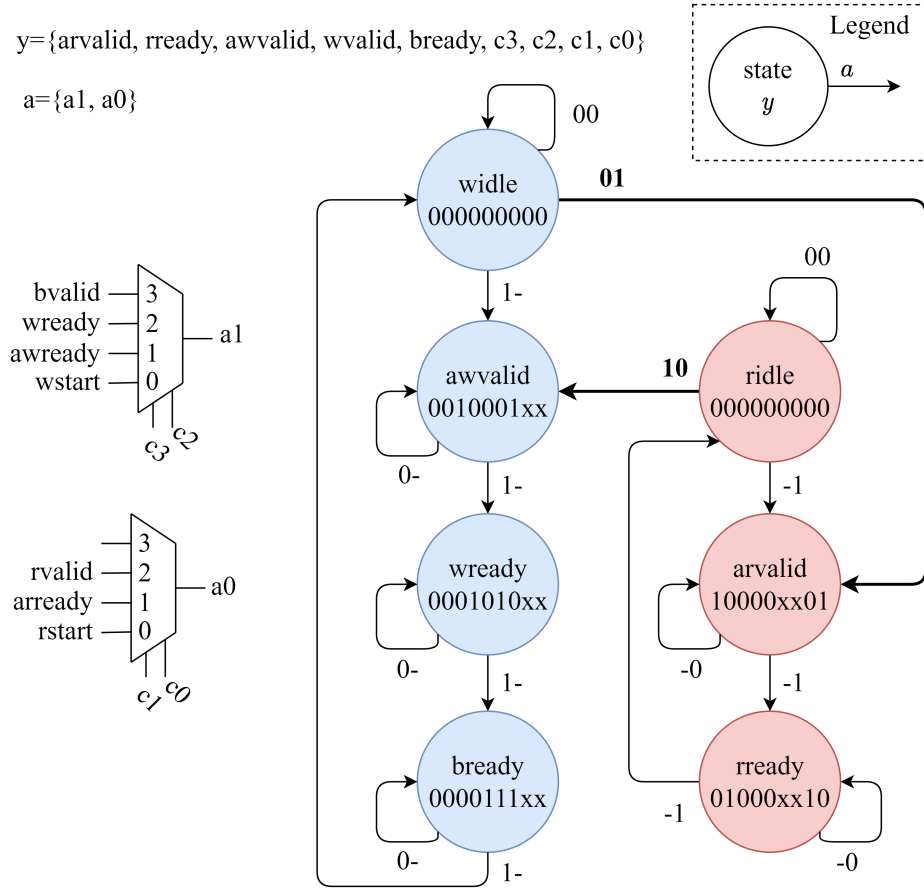 y={arvalid, rready, awvalid, wvalid, bready, c3, c2, c1, c0}
a={a1, a0}
Legend
state
y
a
00
widle
000000000
01
1-
bvalid
wready
awready
wstart
3
2
1
0
a1
c3
c2
00
awvalid
0010001xx
0-
1-
10
ridle
000000000
-1
rvalid
arready
rstart
3
2
1
0
a0
c1
c0
wready
0001010xx
0-
1-
arvalid
10000xx01
-0
-1
bready
0000111xx
0-
1-
rready
01000xx10
-1
-0